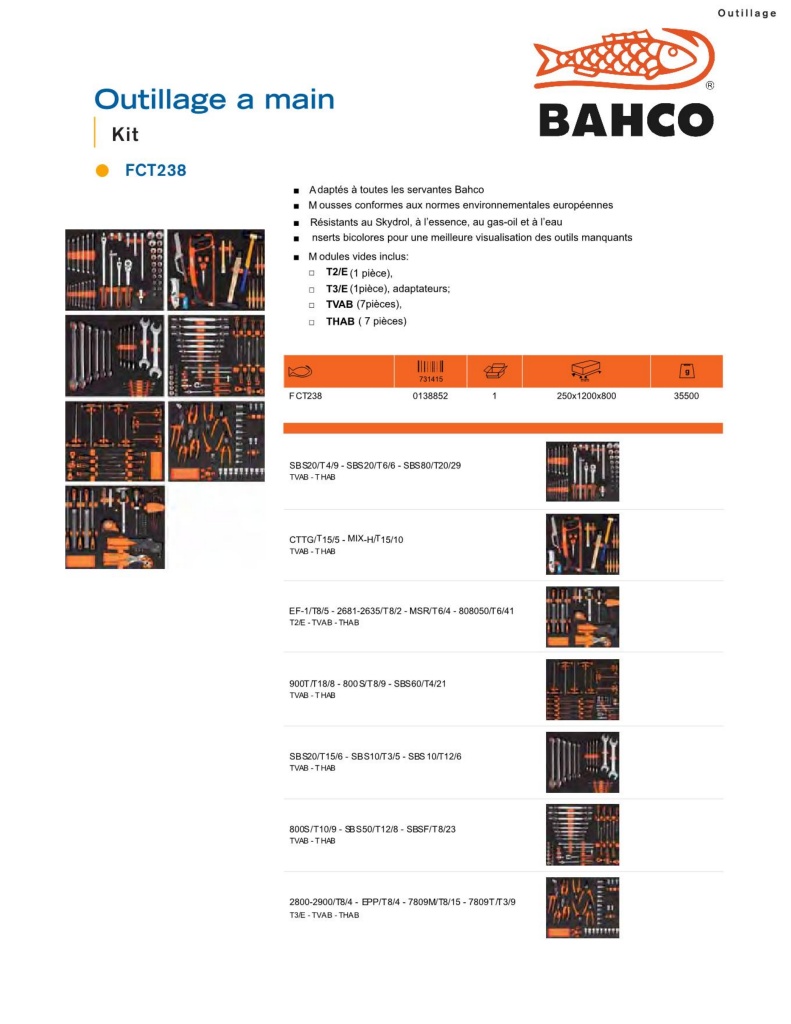 Outillage
BAHCO
®
Outillage a main
Kit
FCT238
■ Adaptés à toutes les servantes Bahco
■ Mousses conformes aux normes environnementales européennes
■ Résistants au Skydrol, à l'essence, au gas-oil et à l'eau
■ nserts bicolores pour une meilleure visualisation des outils manquants
■ Modules vides inclus:
□ T2/E (1 pièce),
□ T3/E (1pièce), adaptateurs;
□ TVAB (7pièces),
□ THAB ( 7 pièces)
731415 g
FCT238 0138852 1 250x1200x800 35500
SBS20/T4/9 - SBS20/T6/6 - SBS80/T20/29
TVAB - THAB
CTTG/T15/5 - MIX-H/T15/10
TVAB - THAB
EF-1/T8/5 - 2681-2635/T8/2 - MSR/T6/4 - 808050/T6/41
T2/E - TVAB - THAB
900T/T18/8 - 800S/T8/9 - SBS60/T4/21
TVAB - THAB
SBS20/T15/6 - SBS10/T3/5 - SBS10/T12/6
TVAB - THAB
800S/T10/9 - SBS50/T12/8 - SBSF/T8/23
TVAB - THAB
2800-2900/T8/4 - EPP/T8/4 - 7809M/T8/15 - 7809T/T3/9
T3/E - TVAB - THAB